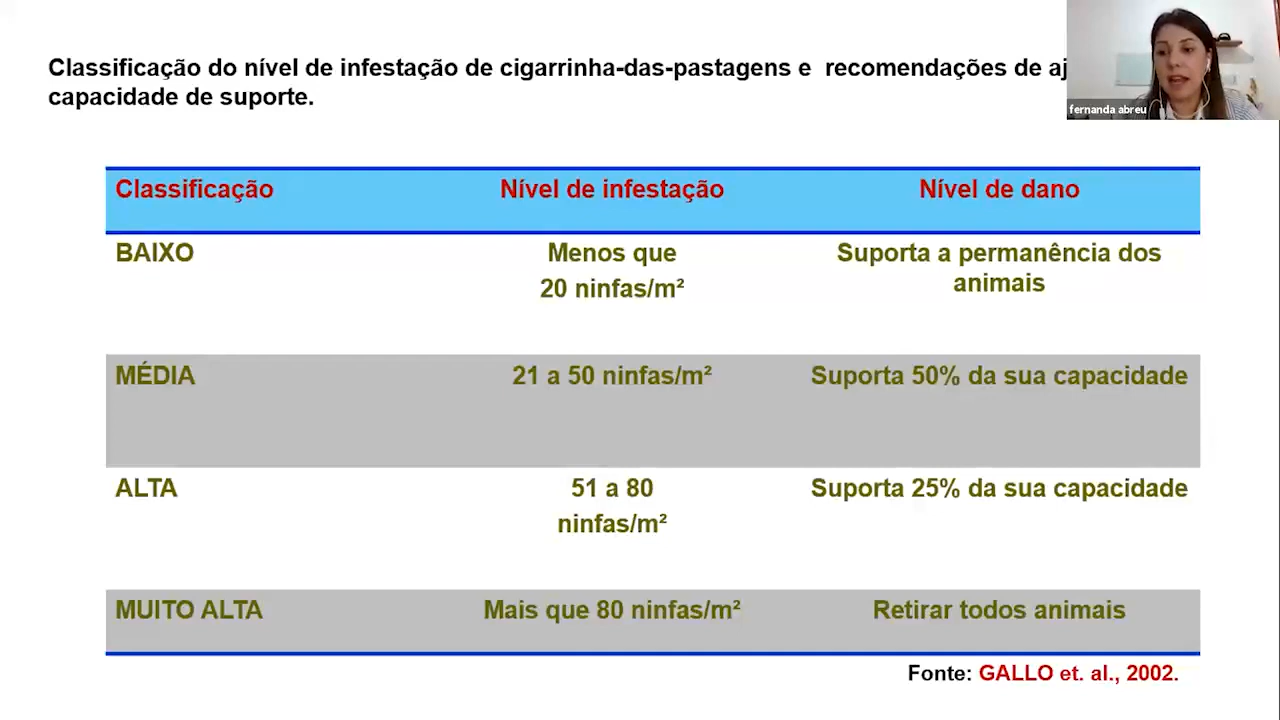 Classificação do nível de infestação de cigarrinha-das-pastagens e recomendações de
capacidade de suporte.
fernanda abreu
Classificação Nível de infestação Nível de dano
BAIXO Menos que Suporta a permanência dos
20 ninfas/m² animais
MÉDIA 21 a 50 ninfas/m² Suporta 50% da sua capacidade
ALTA 51 a 80 Suporta 25% da sua capacidade
ninfas/m²
MUITO ALTA Mais que 80 ninfas/m² Retirar todos animais
Fonte: GALLO et. al., 2002.